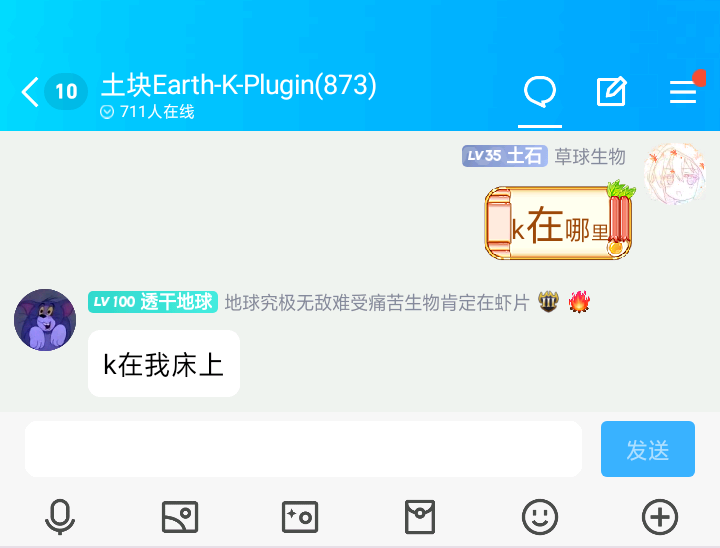 10
土块Earth-K-Plugin(873)
711人在线
LV35 土石 草球生物
k在哪里
LV100 透干地球 地球究极无敌难受痛苦生物肯定在虾片
k在我床上
发送